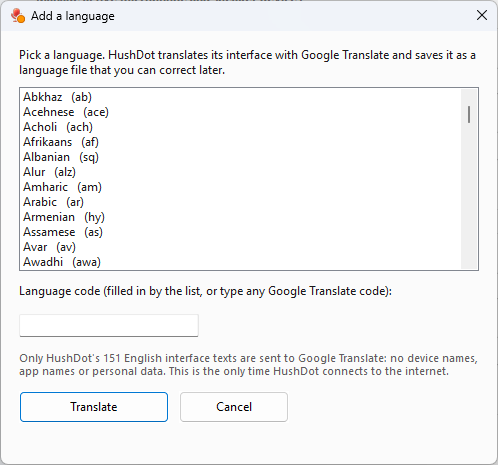 Add a language
Pick a language. HushDot translates its interface with Google Translate and saves it as a
language file that you can correct later.
Abkhaz (ab)
Acehnese (ace)
Acholi (ach)
Afrikaans (af)
Albanian (sq)
Alur (alz)
Amharic (am)
Arabic (ar)
Armenian (hy)
Assamese (as)
Avar (av)
Awadhi (awa)
Language code (filled in by the list, or type any Google Translate code):
Only HushDot's 151 English interface texts are sent to Google Translate: no device names,
app names or personal data. This is the only time HushDot connects to the internet.
Translate Cancel